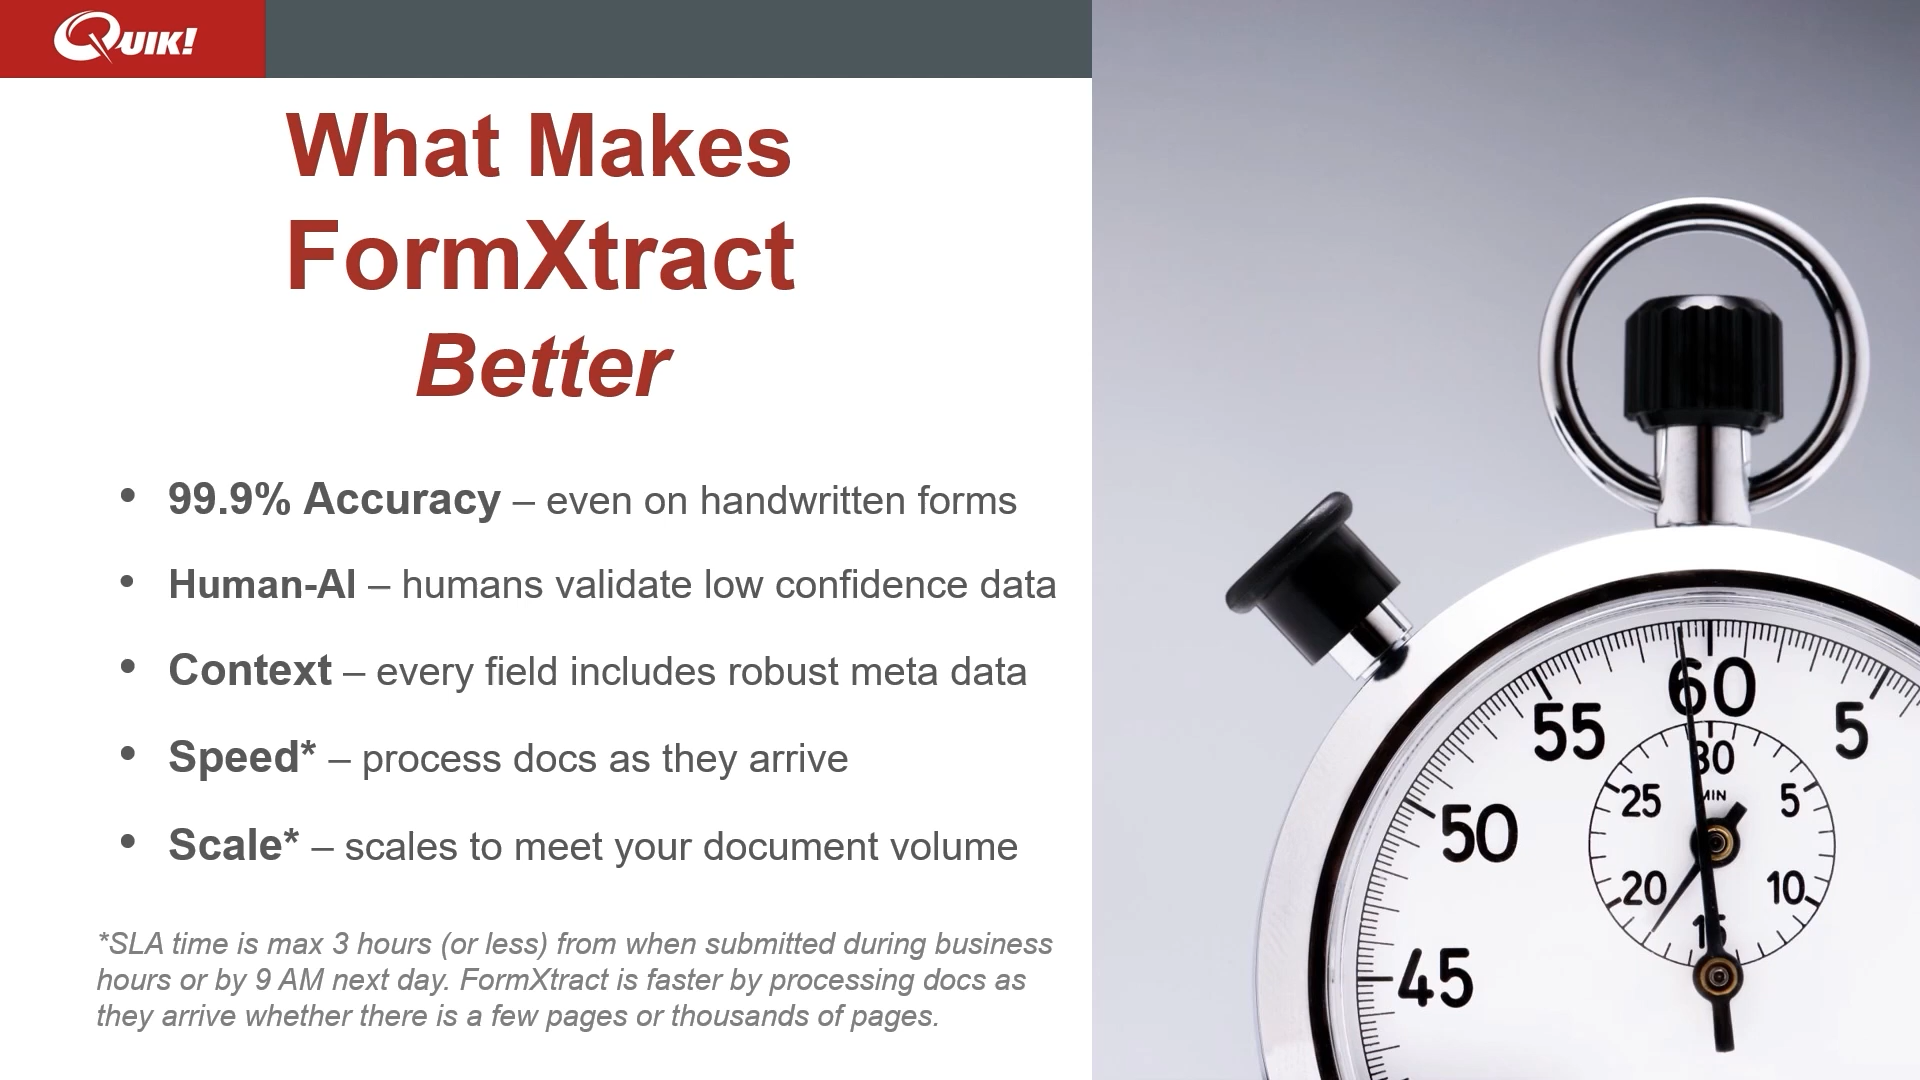 QUIK!
What Makes
FormXtract
Better
• 99.9% Accuracy – even on handwritten forms
• Human-AI – humans validate low confidence data
• Context – every field includes robust meta data
• Speed* – process docs as they arrive
• Scale* – scales to meet your document volume
*SLA time is max 3 hours (or less) from when submitted during business
hours or by 9 AM next day. FormXtract is faster by processing docs as
they arrive whether there is a few pages or thousands of pages.
60
55
5
50
45
30
MIN
25
5
20
10
15